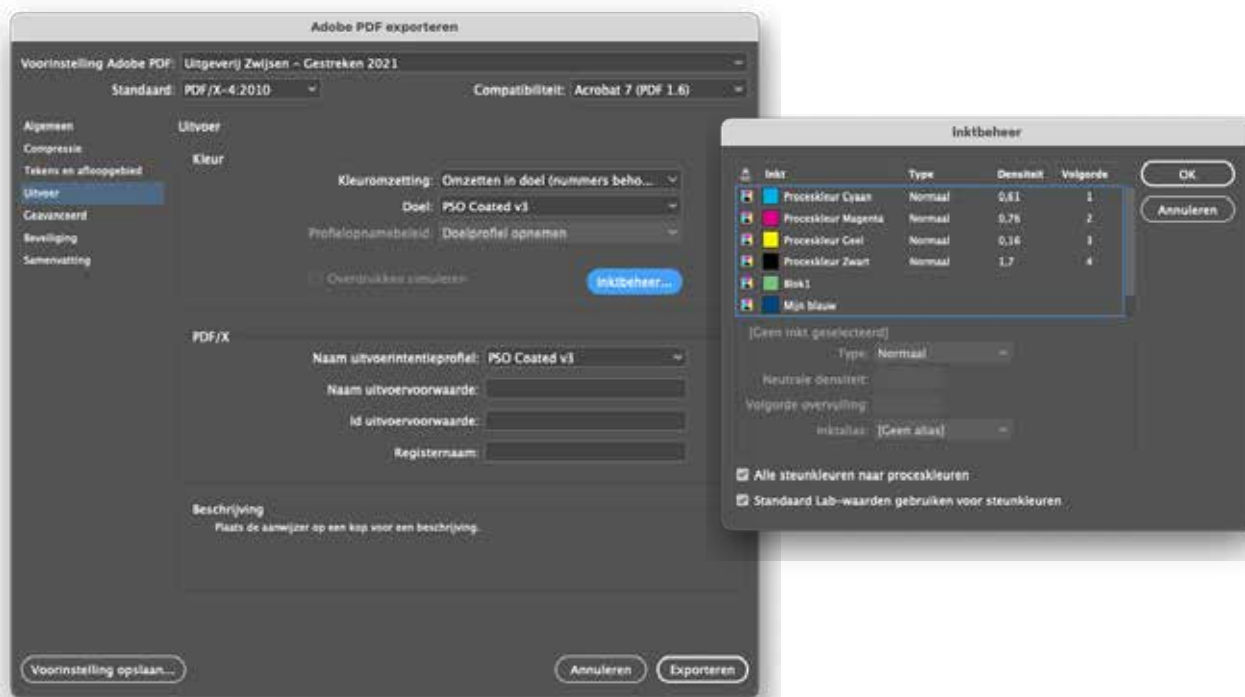 Adobe PDF exporteren
Voorinstelling Adobe PDF: Uitgeverij Zwijsen - Gestreken 2021
Standaard: PDF/X-4:2010 Compatibiliteit: Acrobat 7 (PDF 1.6)
Algemeen
Compressie
Tekens en afloopgebied
Uitvoer
Geavanceerd
Beveiliging
Samenvatting
Uitvoer
Kleur
Kleuromzetting: Omzetten in doel (nummers beho...
Doel: PSO Coated v3
Profielopnamebeleid: Doelprofiel opnemen
Overdrukken simuleren
Inktbeheer...
PDF/X
Naam uitvoerintentieprofiel: PSO Coated v3
Naam uitvoervoorwaarde:
Id uitvoervoorwaarde:
Registernaam:
Beschrijving
Plaats de aanwijzer op een kop voor een beschrijving.
Voorinstelling opslaan...
Annuleren
Exporteren
Inktbeheer
Inkt Type Densiteit Volgorde
Proceskleur Cyaan Normaal 0,61 1
Proceskleur Magenta Normaal 0,76 2
Proceskleur Geel Normaal 0,16 3
Proceskleur Zwart Normaal 1,7 4
Blok1
Mijn blauw
OK
Annuleren
[Geen inkt geselecteerd]
Type: Normaal
Neutrale densiteit:
Volgorde overvulling:
Inktalias: [Geen alias]
Alle steunkleuren naar proceskleuren
Standaard Lab-waarden gebruiken voor steunkleuren